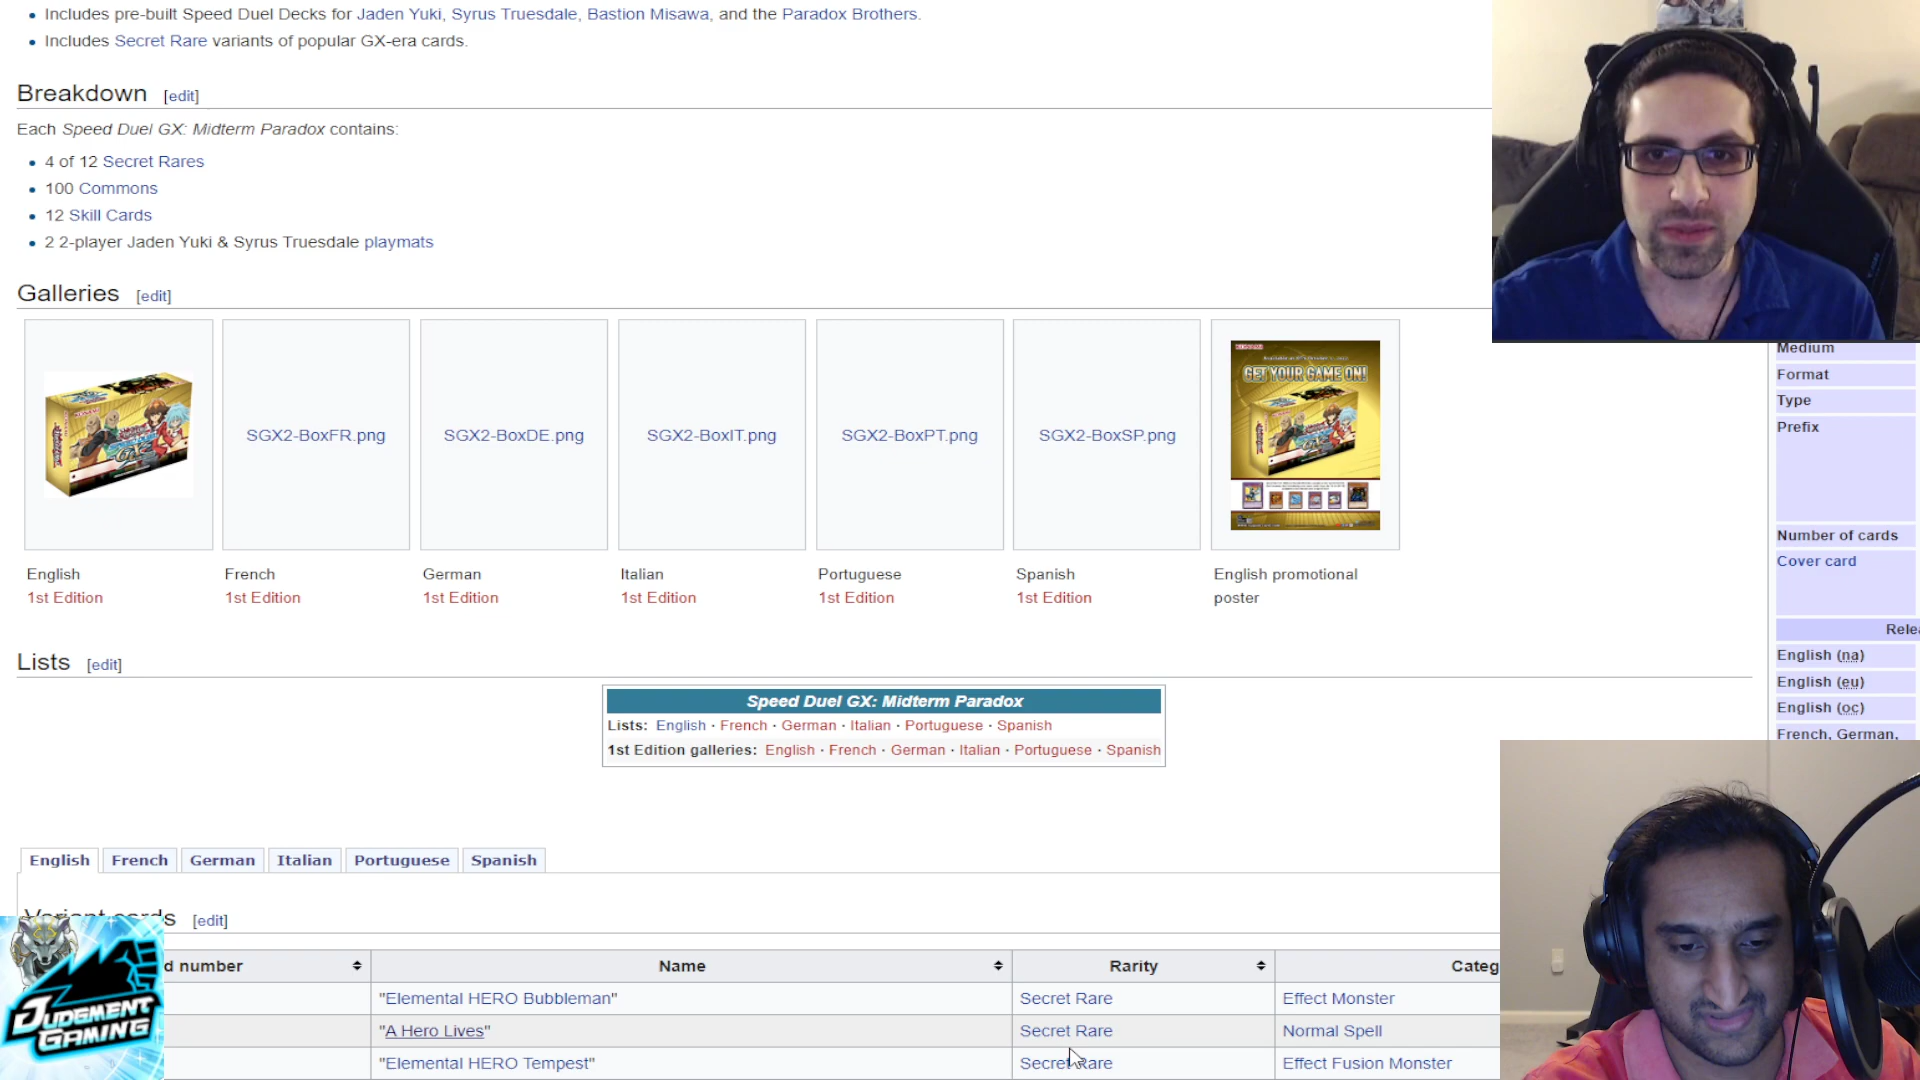 Includes pre-built Speed Duel Decks for Jaden Yuki, Syrus Truesdale, Bastion Misawa, and the Paradox Brothers.
Includes Secret Rare variants of popular GX-era cards.
Breakdown [edit]
Each Speed Duel GX: Midterm Paradox contains:
4 of 12 Secret Rares
100 Commons
12 Skill Cards
2 2-player Jaden Yuki & Syrus Truesdale playmats
Galleries [edit]
SGX2-BoxFR.png
SGX2-BoxDE.png
SGX2-BoxIT.png
SGX2-BoxPT.png
SGX2-BoxSP.png
GET YOUR GAME ON!
English
1st Edition
French
1st Edition
German
1st Edition
Italian
1st Edition
Portuguese
1st Edition
Spanish
1st Edition
English promotional
poster
Medium
Format
Type
Prefix
Number of cards
Cover card
Relea
English (na)
English (eu)
English (oc)
French, German,
Lists [edit]
Speed Duel GX: Midterm Paradox
Lists: English · French · German · Italian · Portuguese · Spanish
1st Edition galleries: English · French · German · Italian · Portuguese · Spanish
English French German Italian Portuguese Spanish
Variant cards [edit]
d number Name Rarity Categ
"Elemental HERO Bubbleman" Secret Rare Effect Monster
"A Hero Lives" Secret Rare Normal Spell
"Elemental HERO Tempest" Secret Rare Effect Fusion Monster
JUDGMENT
GAMING